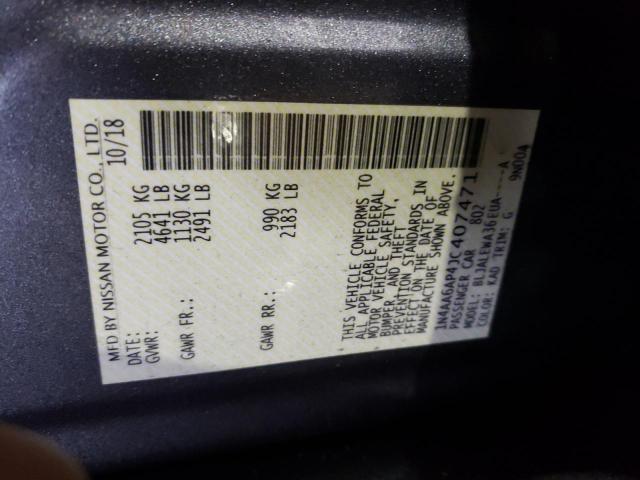 MFD BY NISSAN MOTOR CO., LTD.
DATE: 10/18
GVWR: 2105 KG
4641 LB
GAWR FR.: 1130 KG
2491 LB
GAWR RR.: 990 KG
2183 LB
THIS VEHICLE CONFORMS TO
ALL APPLICABLE FEDERAL
MOTOR VEHICLE SAFETY,
BUMPER, AND THEFT
PREVENTION STANDARDS IN
EFFECT ON THE DATE OF
MANUFACTURE SHOWN ABOVE.
1N4AA6AP4JC407471
PASSENGER CAR B02
MODEL: BLJALFWA36EUA-----A
COLOR: KAD TRIM: G 9N004